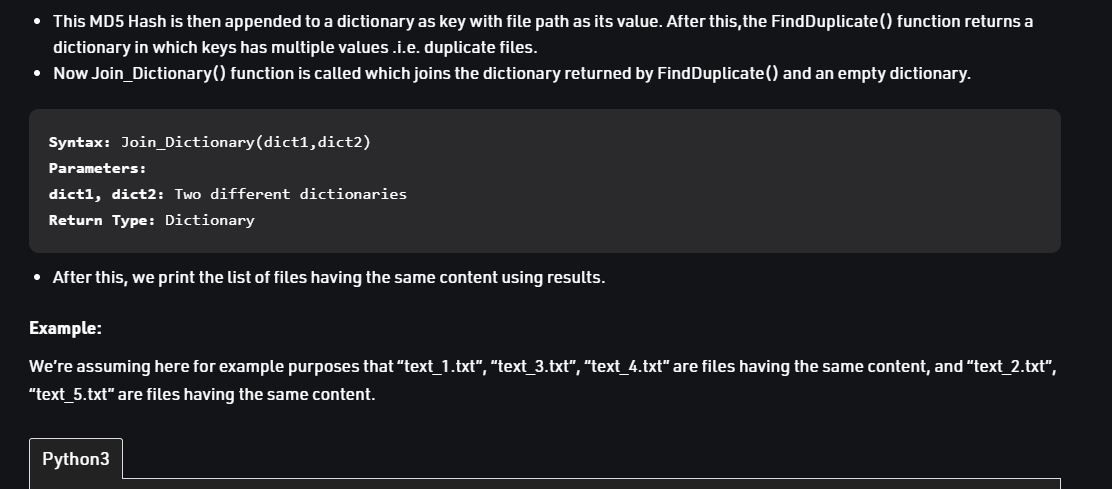 • This MD5 Hash is then appended to a dictionary as key with file path as its value. After this,the FindDuplicate() function returns a
dictionary in which keys has multiple values .i.e. duplicate files.
• Now Join_Dictionary() function is called which joins the dictionary returned by FindDuplicate() and an empty dictionary.
Syntax: Join_Dictionary(dict1,dict2)
Parameters:
dict1, dict2: Two different dictionaries
Return Type: Dictionary
• After this, we print the list of files having the same content using results.
Example:
We’re assuming here for example purposes that “text_1.txt”, “text_3.txt”, “text_4.txt” are files having the same content, and “text_2.txt”,
“text_5.txt” are files having the same content.
Python3